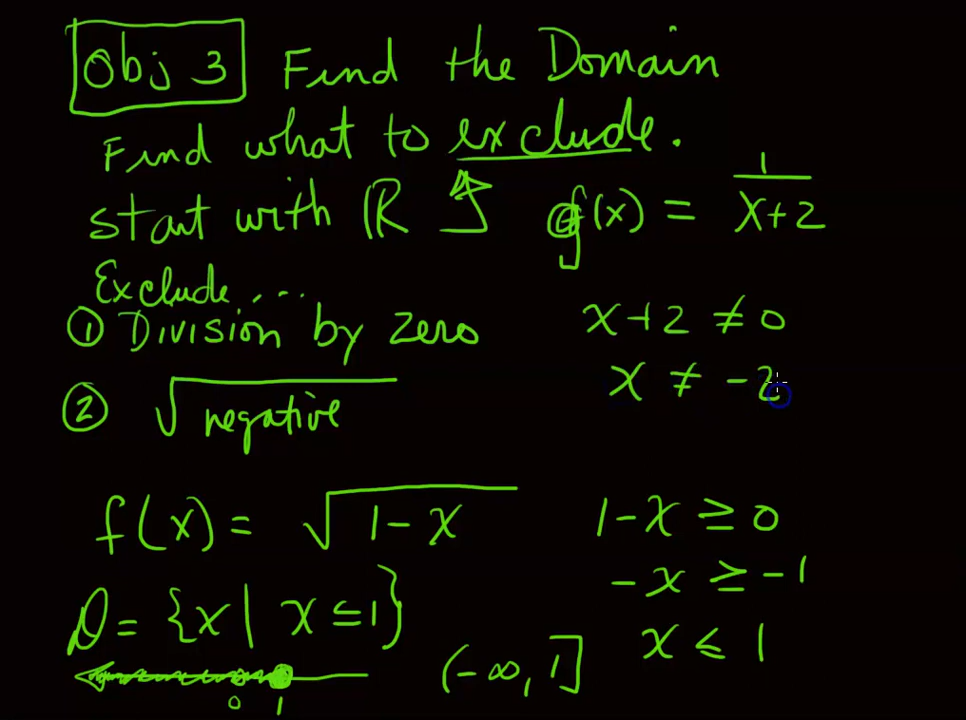 Obj 3 Find the Domain
Find what to exclude.
start with ℝ
g(x) = 1/(x+2)
Exclude...
① Division by zero
x+2 ≠ 0
x ≠ -2
② √negative
f(x) = √(1-x)
1-x ≥ 0
-x ≥ -1
D = {x | x ≤ 1}
x ≤ 1
(-∞, 1]
0 1